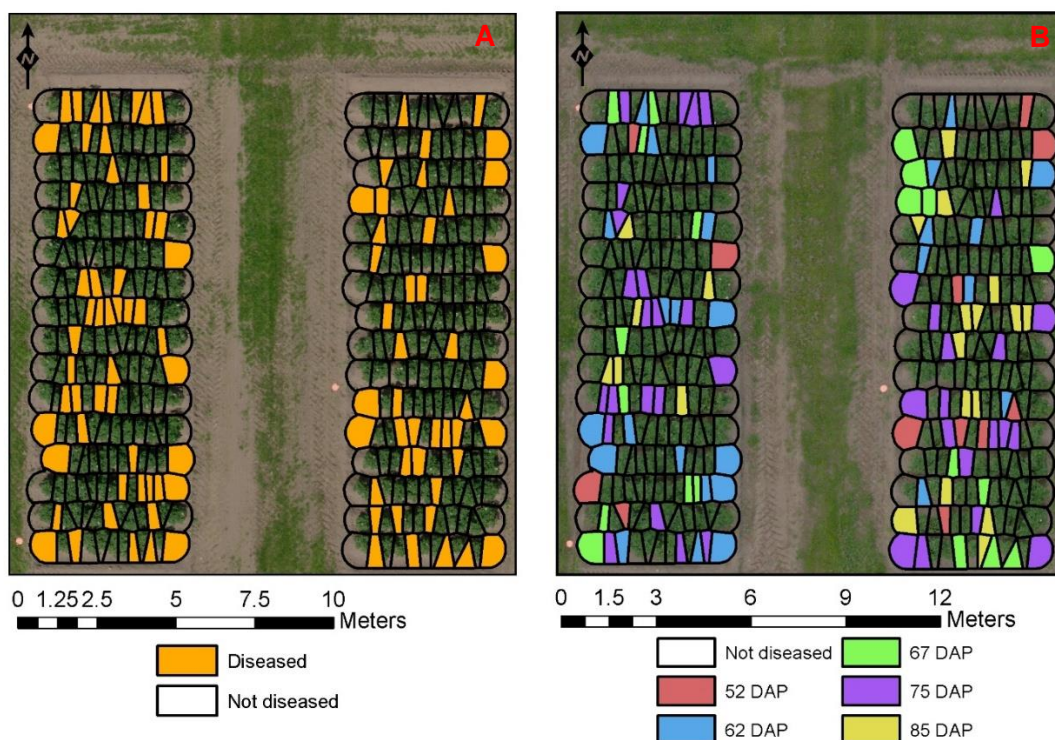 A
B
N
N
0 1.25 2.5 5 7.5 10
Meters
0 1.5 3 6 9 12
Meters
Diseased
Not diseased
Not diseased
67 DAP
52 DAP
75 DAP
62 DAP
85 DAP